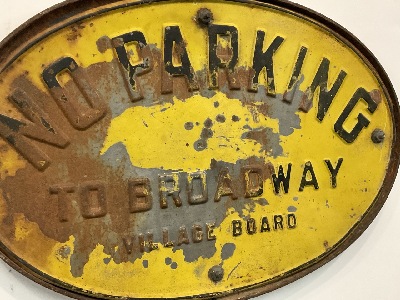 NO PARKING
TO BROADWAY
VILLAGE BOARD